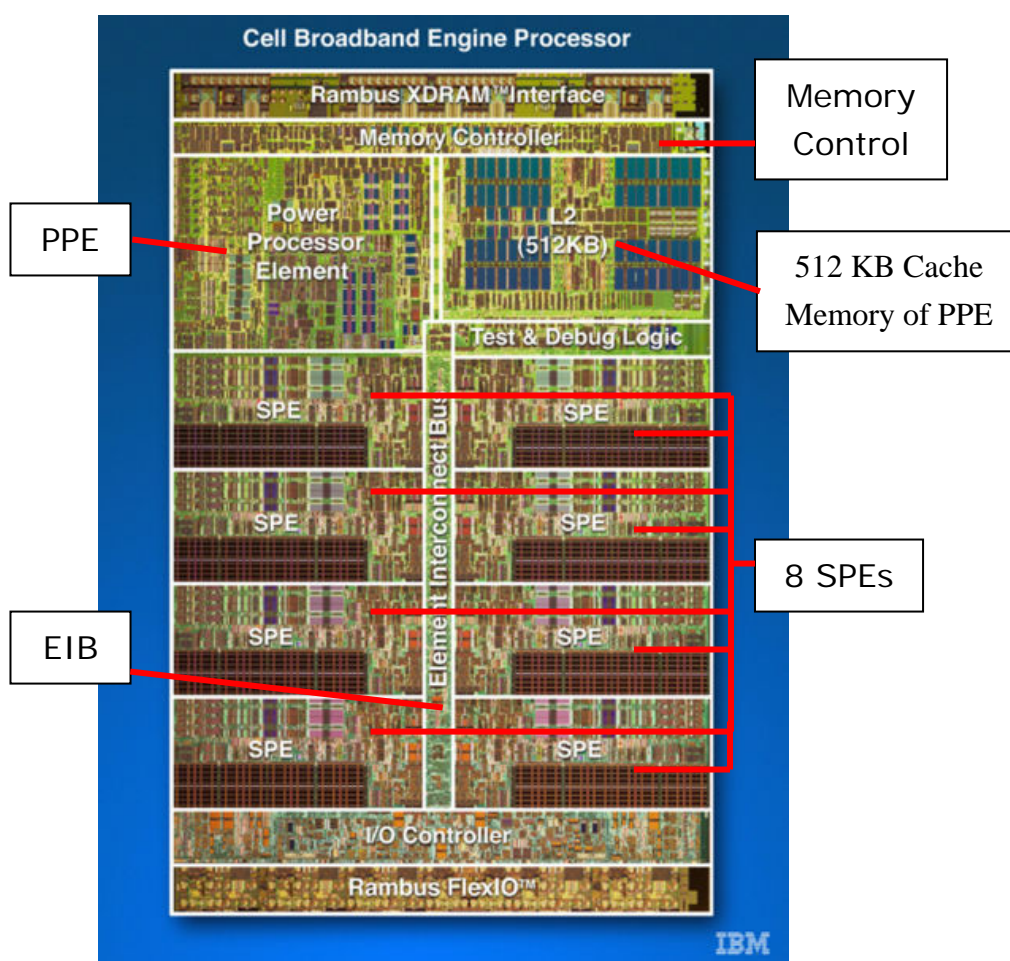 Cell Broadband Engine Processor
Rambus XDRAM™Interface
Memory
Control
Memory Controller
PPE
Power
Processor
Element
L2
(512KB)
512 KB Cache
Memory of PPE
Test & Debug Logic
Element Interconnect Bus
SPE
SPE
SPE
SPE
8 SPEs
EIB
SPE
SPE
SPE
SPE
I/O Controller
Rambus FlexIO™
IBM